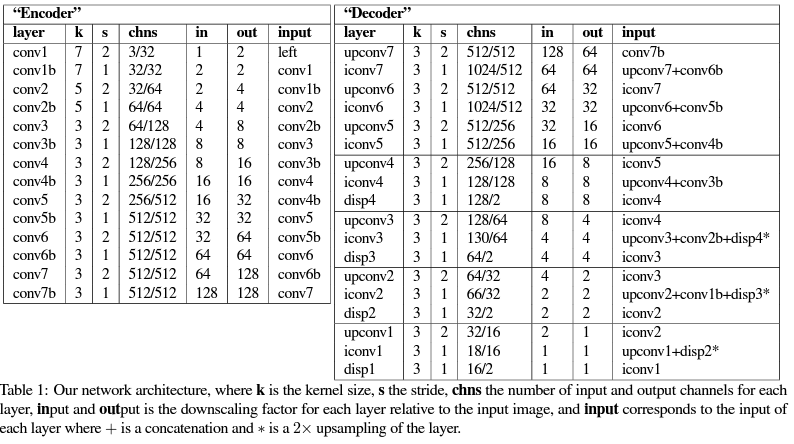 “Encoder”
layer k s chns in out input
conv1 7 2 3/32 1 2 left
conv1b 7 1 32/32 2 2 conv1
conv2 5 2 32/64 2 4 conv1b
conv2b 5 1 64/64 4 4 conv2
conv3 3 2 64/128 4 8 conv2b
conv3b 3 1 128/128 8 8 conv3
conv4 3 2 128/256 8 16 conv3b
conv4b 3 1 256/256 16 16 conv4
conv5 3 2 256/512 16 32 conv4b
conv5b 3 1 512/512 32 32 conv5
conv6 3 2 512/512 32 64 conv5b
conv6b 3 1 512/512 64 64 conv6
conv7 3 2 512/512 64 128 conv6b
conv7b 3 1 512/512 128 128 conv7
“Decoder”
layer k s chns in out input
upconv7 3 2 512/512 128 64 conv7b
iconv7 3 1 1024/512 64 64 upconv7+conv6b
upconv6 3 2 512/512 64 32 iconv7
iconv6 3 1 1024/512 32 32 upconv6+conv5b
upconv5 3 2 512/256 32 16 iconv6
iconv5 3 1 512/256 16 16 upconv5+conv4b
upconv4 3 2 256/128 16 8 iconv5
iconv4 3 1 128/128 8 8 upconv4+conv3b
disp4 3 1 128/2 8 8 iconv4
upconv3 3 2 128/64 8 4 iconv4
iconv3 3 1 130/64 4 4 upconv3+conv2b+disp4*
disp3 3 1 64/2 4 4 iconv3
upconv2 3 2 64/32 4 2 iconv3
iconv2 3 1 66/32 2 2 upconv2+conv1b+disp3*
disp2 3 1 32/2 2 2 iconv2
upconv1 3 2 32/16 2 1 iconv2
iconv1 3 1 18/16 1 1 upconv1+disp2*
disp1 3 1 16/2 1 1 iconv1
Table 1: Our network architecture, where k is the kernel size, s the stride, chns the number of input and output channels for each
layer, input and output is the downscaling factor for each layer relative to the input image, and input corresponds to the input of
each layer where + is a concatenation and ∗ is a 2× upsampling of the layer.